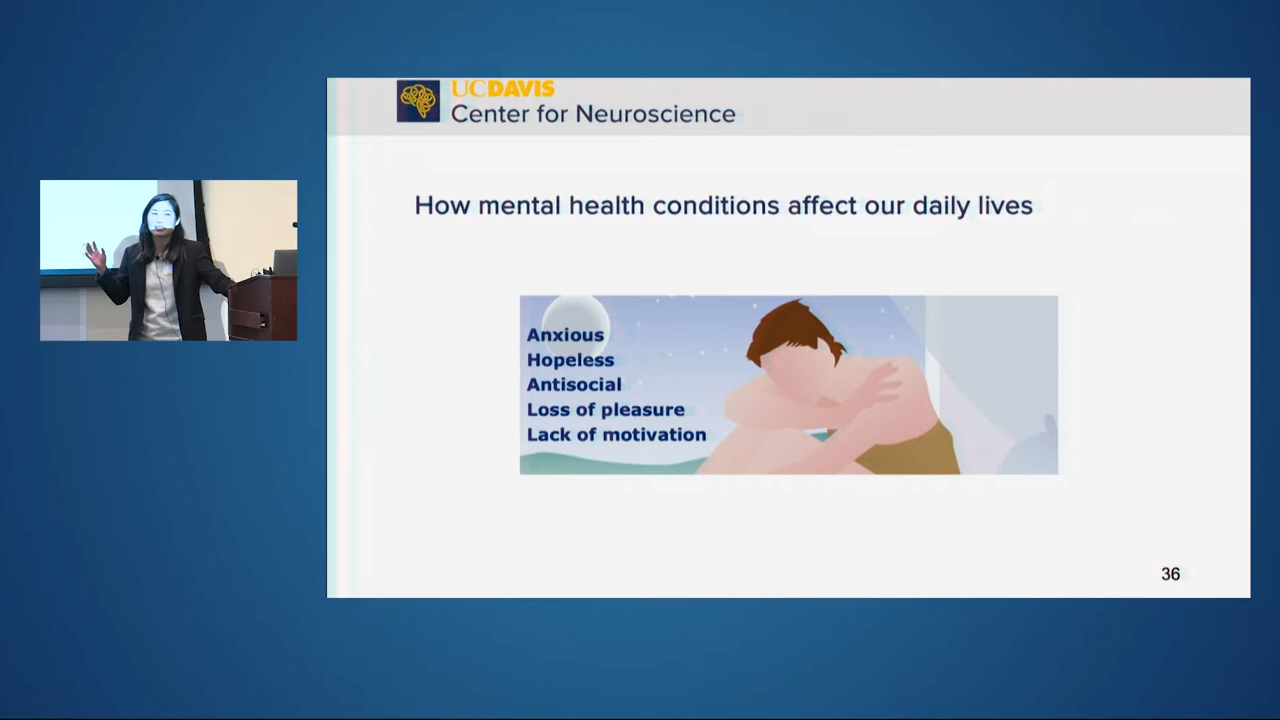 UCDAVIS
Center for Neuroscience
How mental health conditions affect our daily lives
Anxious
Hopeless
Antisocial
Loss of pleasure
Lack of motivation
36